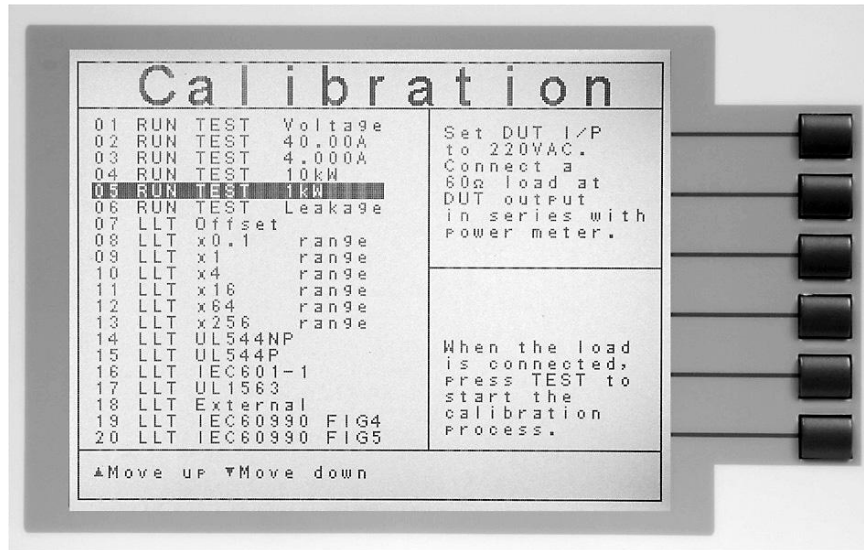 Calibration
01 RUN TEST Voltage
02 RUN TEST 40.00A
03 RUN TEST 4.000A
04 RUN TEST 10kW
05 RUN TEST 1kW
06 RUN TEST Leakage
07 LLT Offset
08 LLT x0.1 range
09 LLT x1 range
10 LLT x4 range
11 LLT x16 range
12 LLT x64 range
13 LLT x256 range
14 LLT UL544NP
15 LLT UL544P
16 LLT IEC601-1
17 LLT UL1563
18 LLT External
19 LLT IEC60990 FIG4
20 LLT IEC60990 FIG5
Set DUT I/P
to 220VAC.
Connect a
60Ω load at
DUT output
in series with
power meter.
When the load
is connected,
press TEST to
start the
calibration
process.
▲Move up ▼Move down